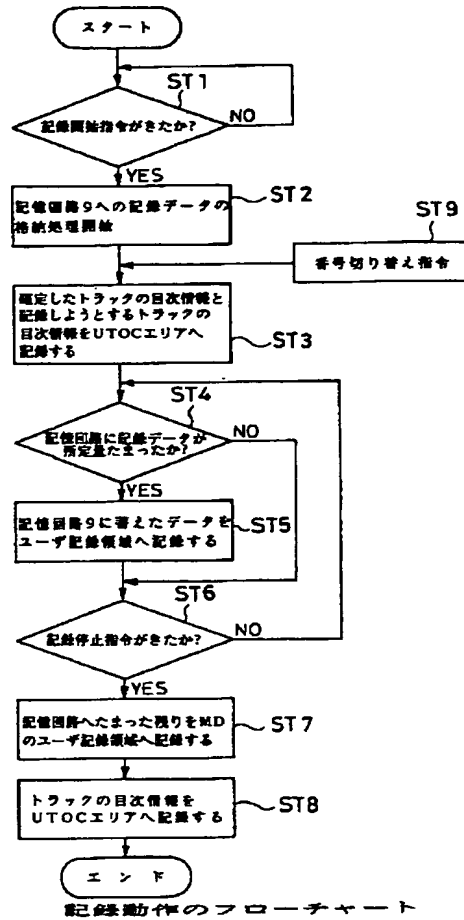 スタート
ST1
記録開始指令がきたか?
NO
YES
ST2
記憶回路9への記録データの
格納処理開始
ST9
番号切り替え指令
確定したトラックの目次情報と
記録しようとするトラックの
目次情報をUTOCエリアへ
記録する
ST3
ST4
記憶回路に記録データが
所定量たまったか?
NO
YES
記憶回路9に蓄えたデータを
ユーザ記録領域へ記録する
ST5
ST6
記録停止指令がきたか?
NO
YES
記憶回路へたまった残りをMD
のユーザ記録領域へ記録する
ST7
トラックの目次情報を
UTOCエリアへ記録する
ST8
エンド
記録動作のフローチャート